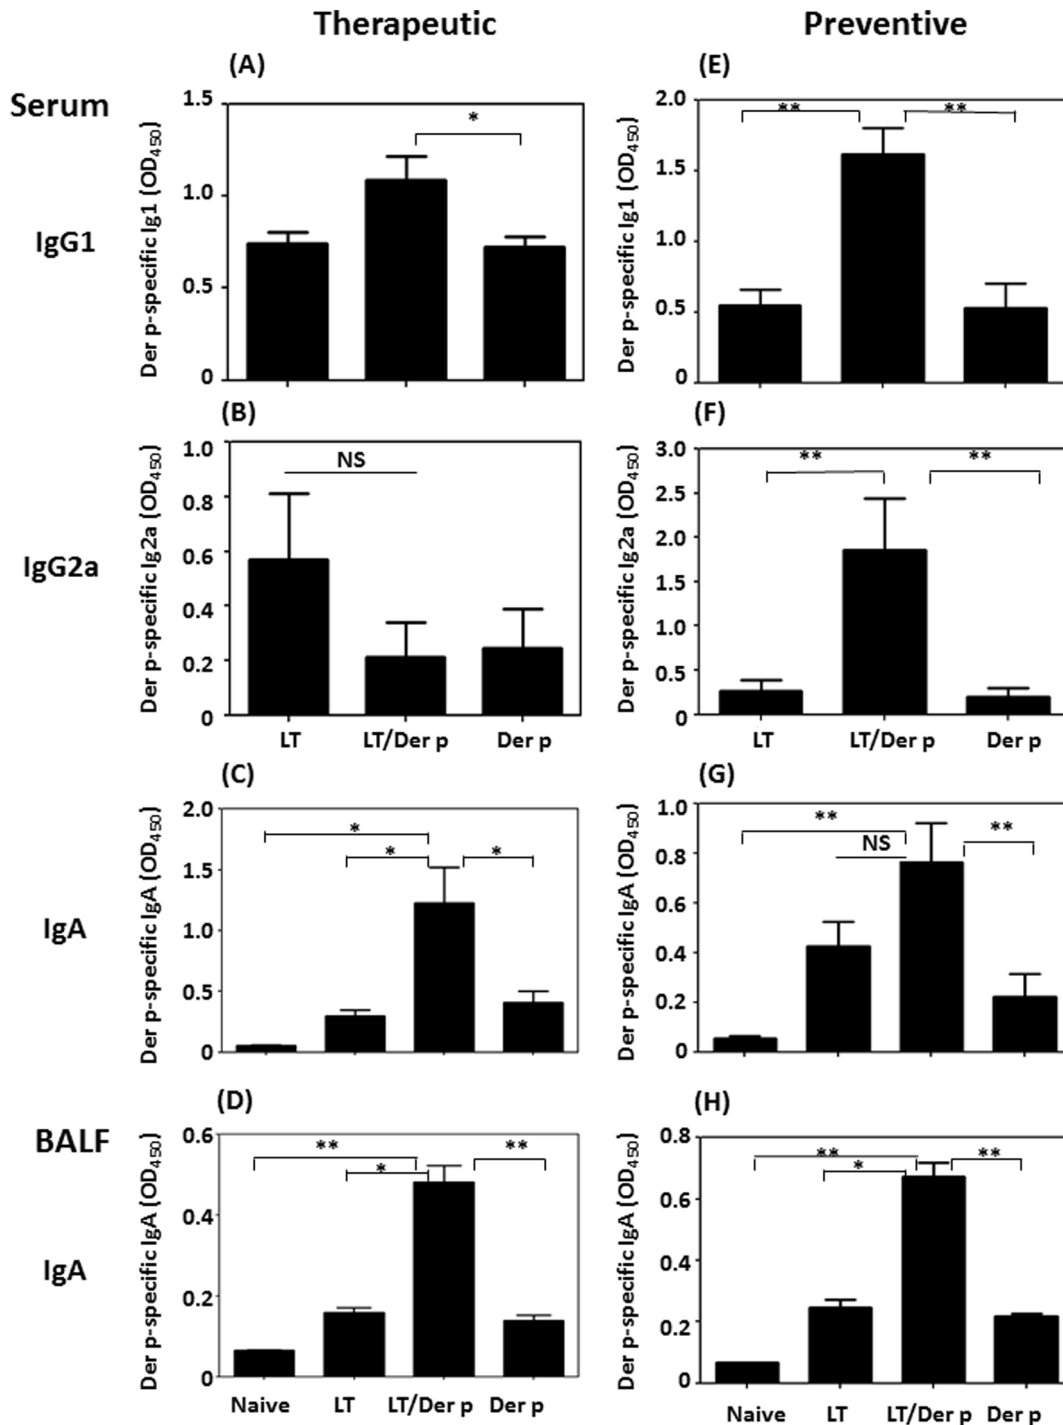 Therapeutic
Preventive
Serum
IgG1
(A)
Der p-specific Ig1 (OD450)
1.5
1.0
0.5
0
*
(E)
Der p-specific Ig1 (OD450)
2.0
1.5
1.0
0.5
0
**
**
IgG2a
(B)
Der p-specific Ig2a (OD450)
1.0
0.8
0.6
0.4
0.2
0
NS
LT
LT/Der p
Der p
(F)
Der p-specific Ig2a (OD450)
3.0
2.5
2.0
1.5
1.0
0.5
0
**
**
LT
LT/Der p
Der p
IgA
(C)
Der p-specific IgA (OD450)
2.0
1.5
1.0
0.5
0
*
*
*
(G)
Der p-specific IgA (OD450)
1.0
0.8
0.6
0.4
0.2
0
**
NS
**
BALF
IgA
(D)
Der p-specific IgA (OD450)
0.6
0.4
0.2
0
**
*
**
Naive
LT
LT/Der p
Der p
(H)
Der p-specific IgA (OD450)
0.8
0.6
0.4
0.2
0
**
*
**
Naive
LT
LT/Der p
Der p